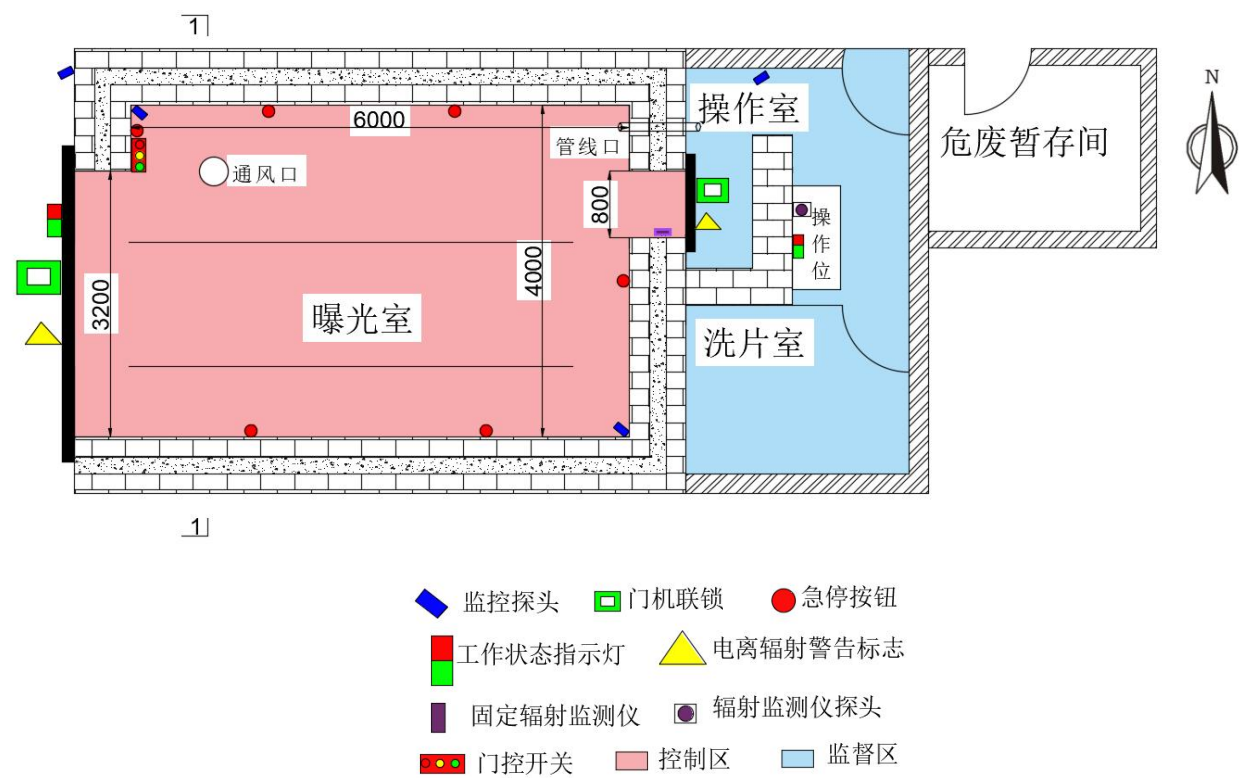 1
N
6000
操作室
管线口
危废暂存间
通风口
800
操作位
4000
3200
曝光室
洗片室
1
监控探头
门机联锁
急停按钮
工作状态指示灯
电离辐射警告标志
固定辐射监测仪
辐射监测仪探头
门控开关
控制区
监督区